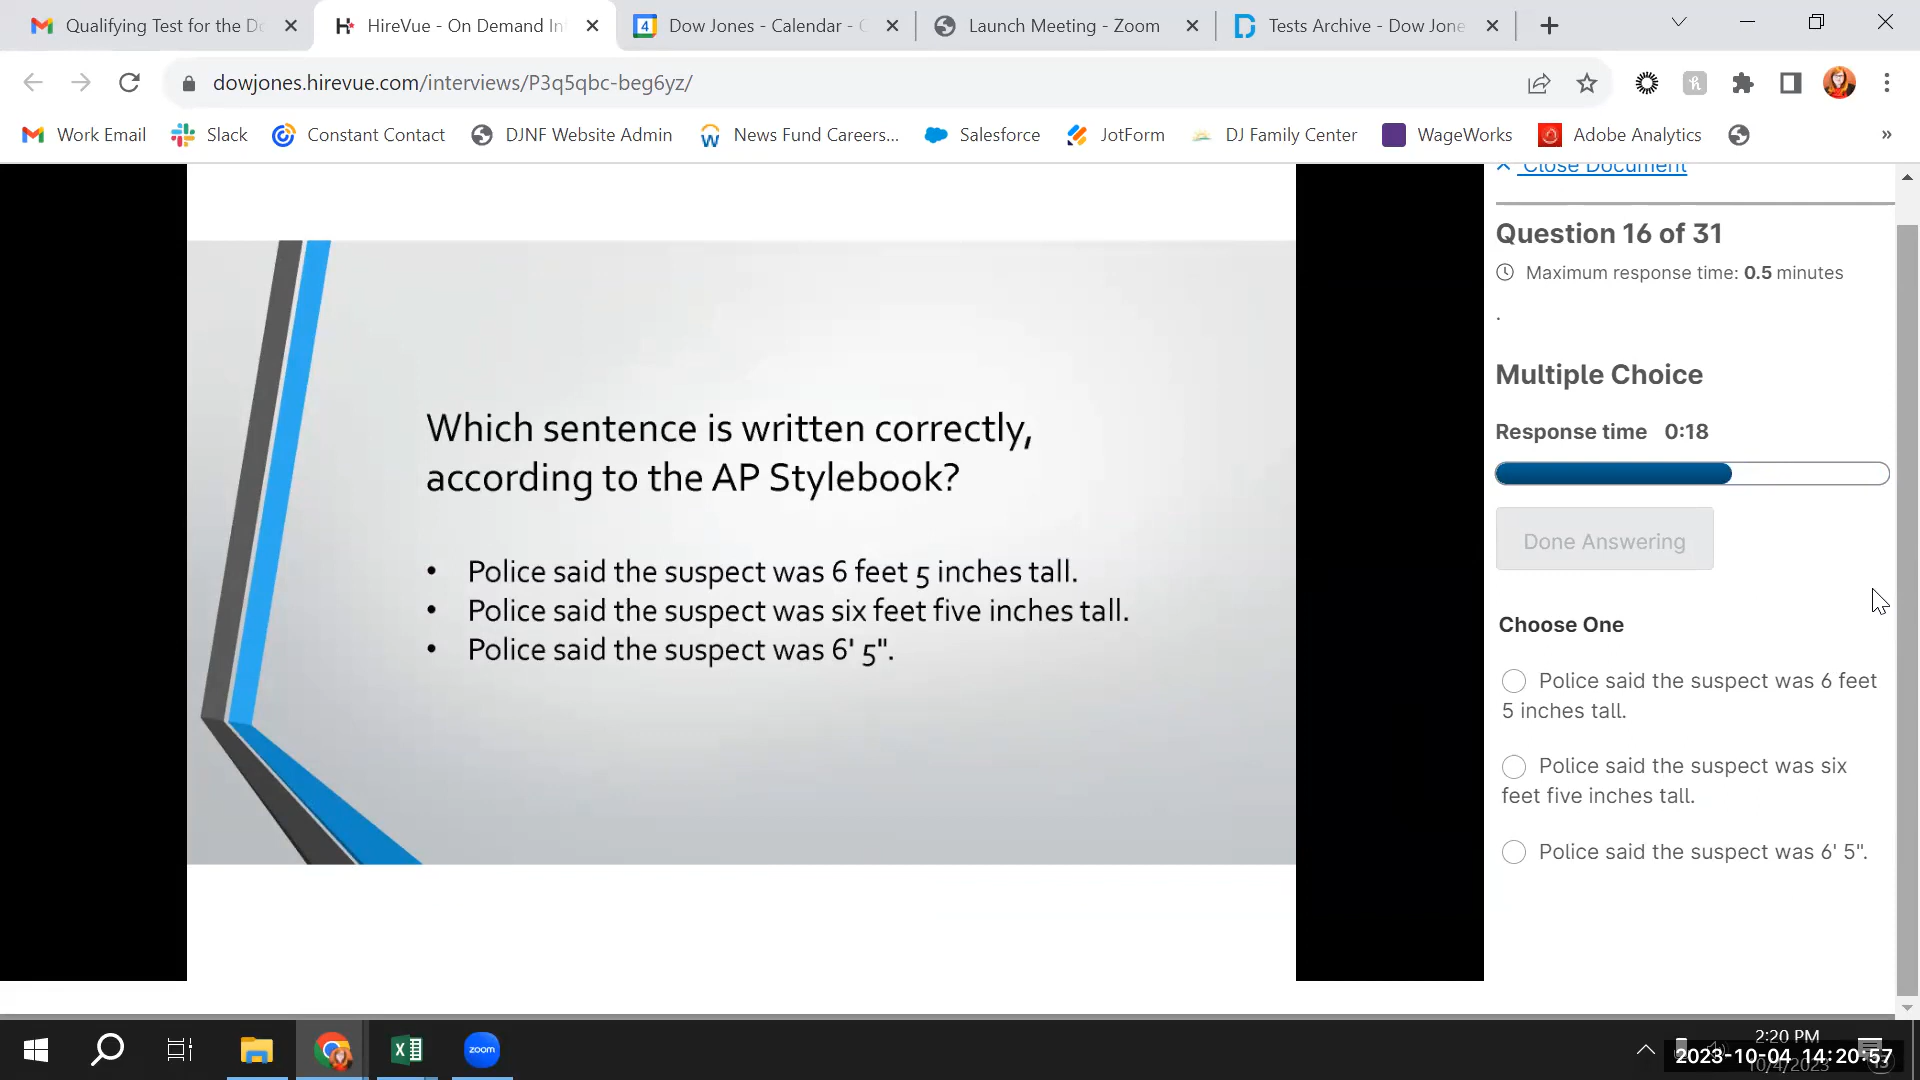 Qualifying Test for the Do
HireVue - On Demand In
Dow Jones - Calendar - C
Launch Meeting - Zoom
Tests Archive - Dow Jone
dowjones.hirevue.com/interviews/P3q5qbc-beg6yz/
Work Email
Slack
Constant Contact
DJNF Website Admin
News Fund Careers...
Salesforce
JotForm
DJ Family Center
WageWorks
Adobe Analytics
»
Which sentence is written correctly,
according to the AP Stylebook?
• Police said the suspect was 6 feet 5 inches tall.
• Police said the suspect was six feet five inches tall.
• Police said the suspect was 6' 5".
Close Document
Question 16 of 31
Maximum response time: 0.5 minutes
.
Multiple Choice
Response time 0:18
Done Answering
Choose One
Police said the suspect was 6 feet
5 inches tall.
Police said the suspect was six
feet five inches tall.
Police said the suspect was 6' 5".
zoom
2:20 PM
2023-10-04 14:20:57
10/4/2023